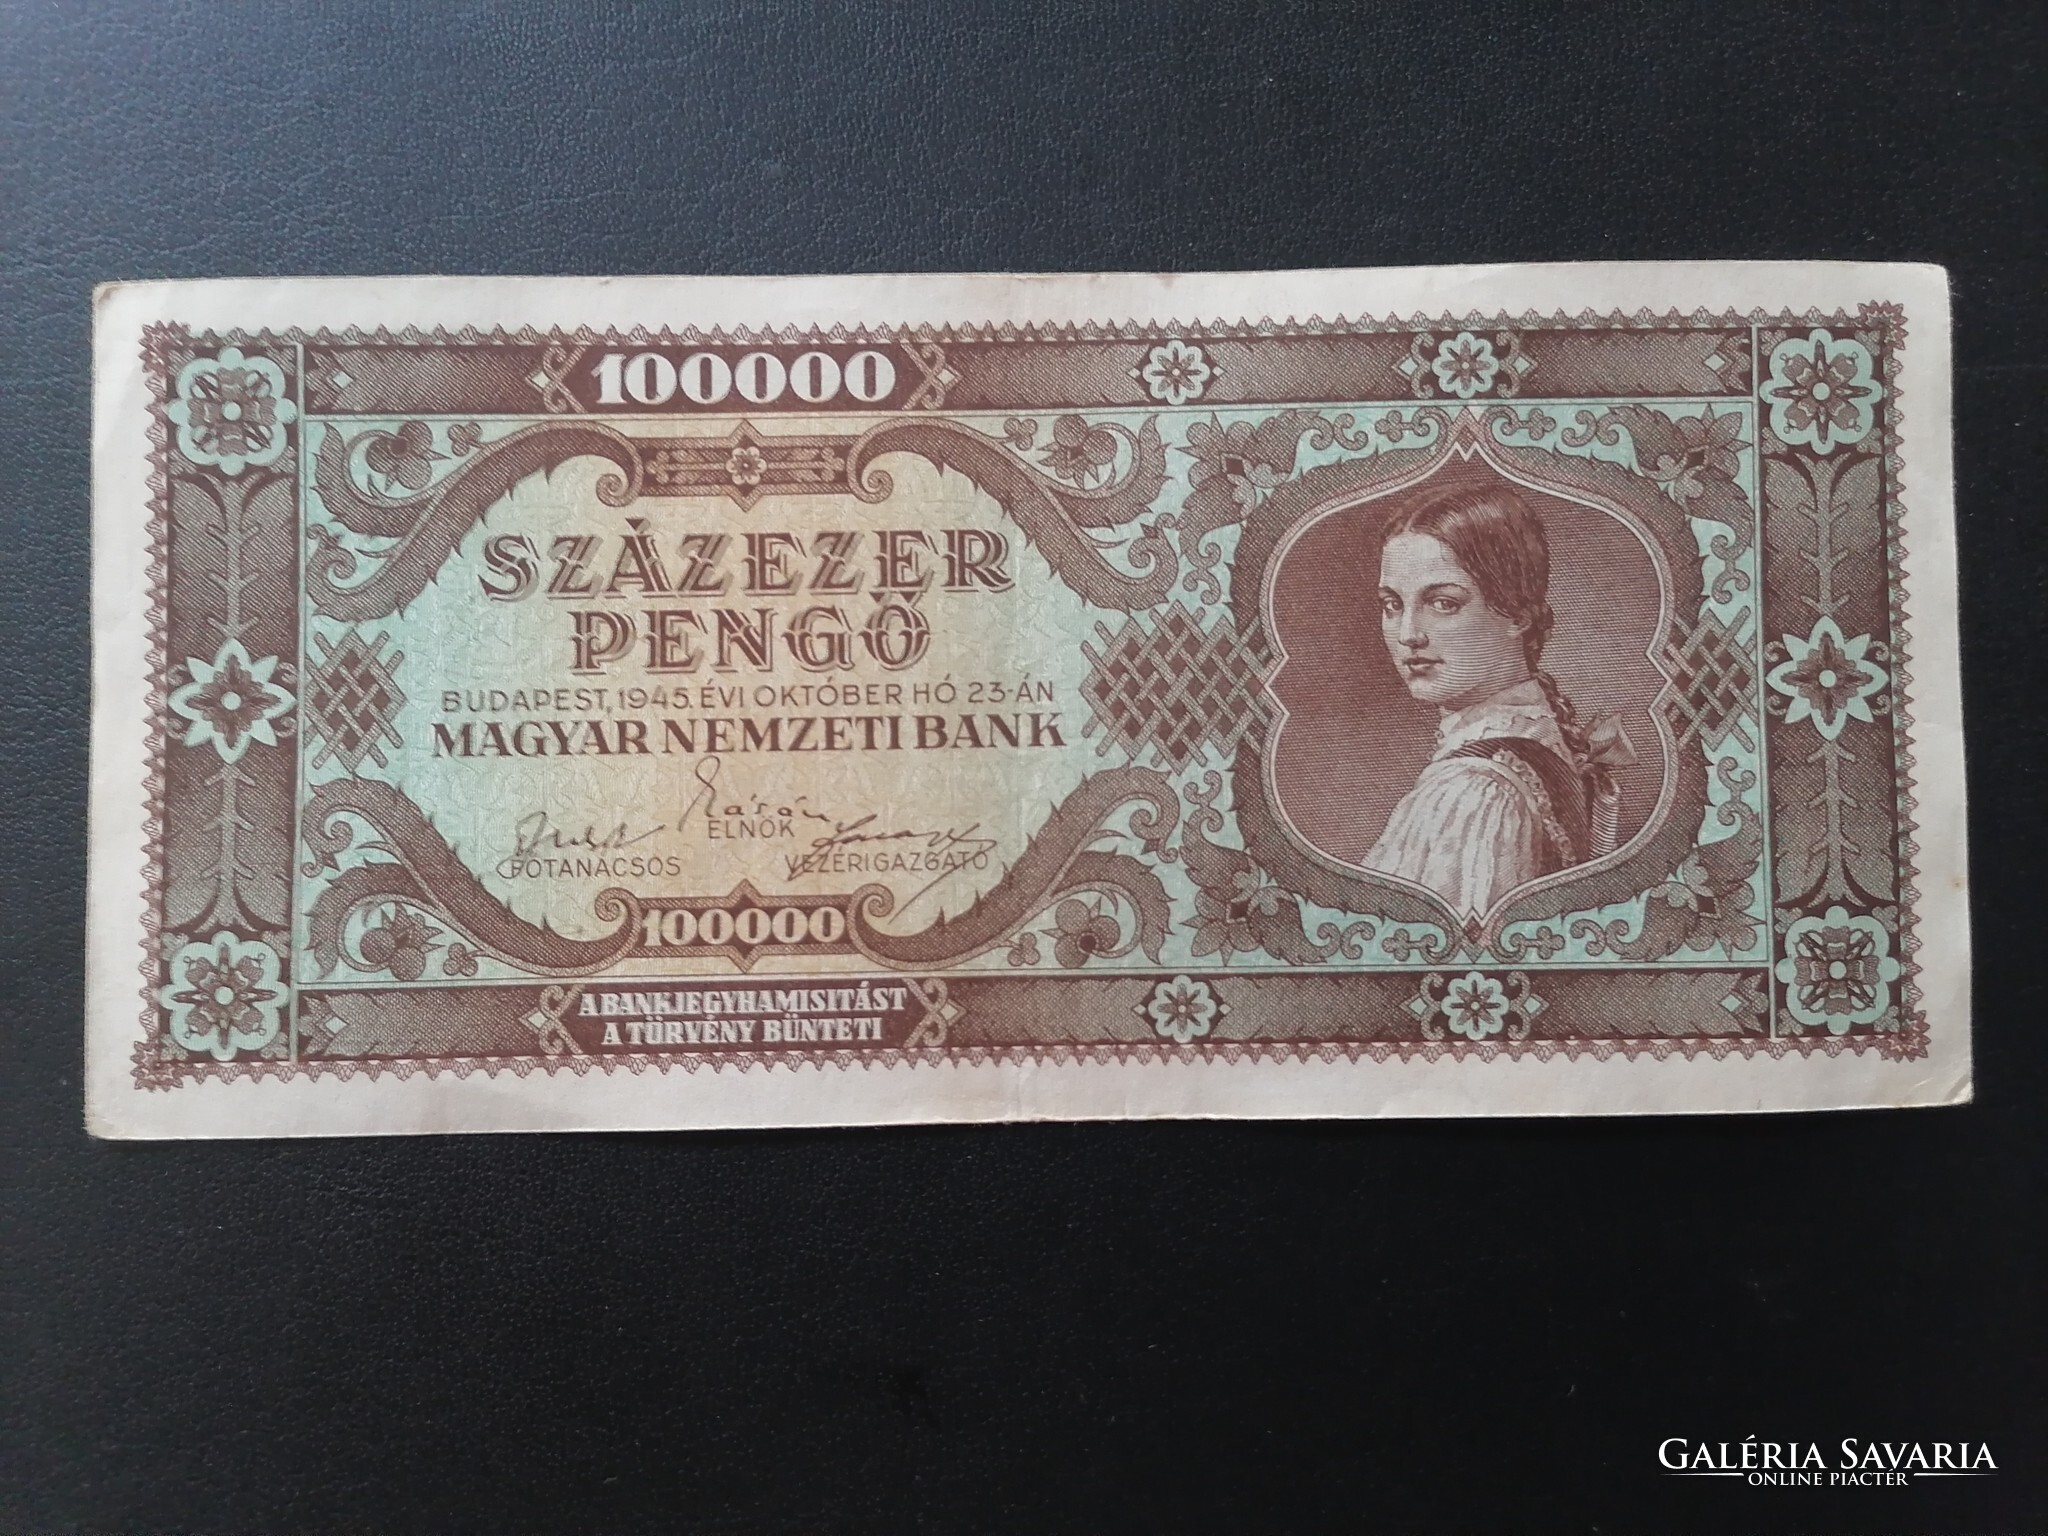 100000
SZÁZEZER
PENGŐ
BUDAPEST, 1945. ÉVI OKTÓBER HÓ 23-ÁN
MAGYAR NEMZETI BANK
ELNÖK
FŐTANÁCSOS
VEZÉRIGAZGATÓ
100000
A BANKJEGYHAMISITÁST
A TÖRVÉNY BÜNTETI
GALÉRIA SAVARIA
ONLINE PIACTÉR